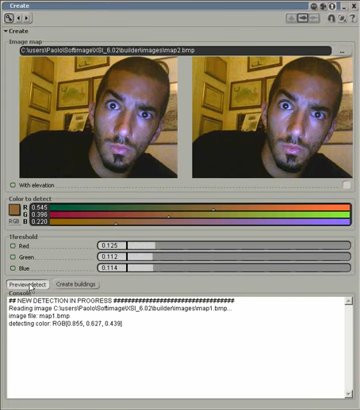 Create
Create
Image map
C:\users\Paolo\Softimage\XSI_6.02\builder\images\map2.bmp
...
With elevation
Color to detect
R 0.545
G 0.396
RGB B 0.220
Threshold
Red 0.125
Green 0.112
Blue 0.114
Preview detect Create buildings
Console
## NEW DETECTION IN PROGRESS ##################################
Reading image C:\users\Paolo\Softimage\XSI_6.02\builder\images\map1.bmp...
image file: map1.bmp
detecting color: RGB[0.855, 0.627, 0.439]